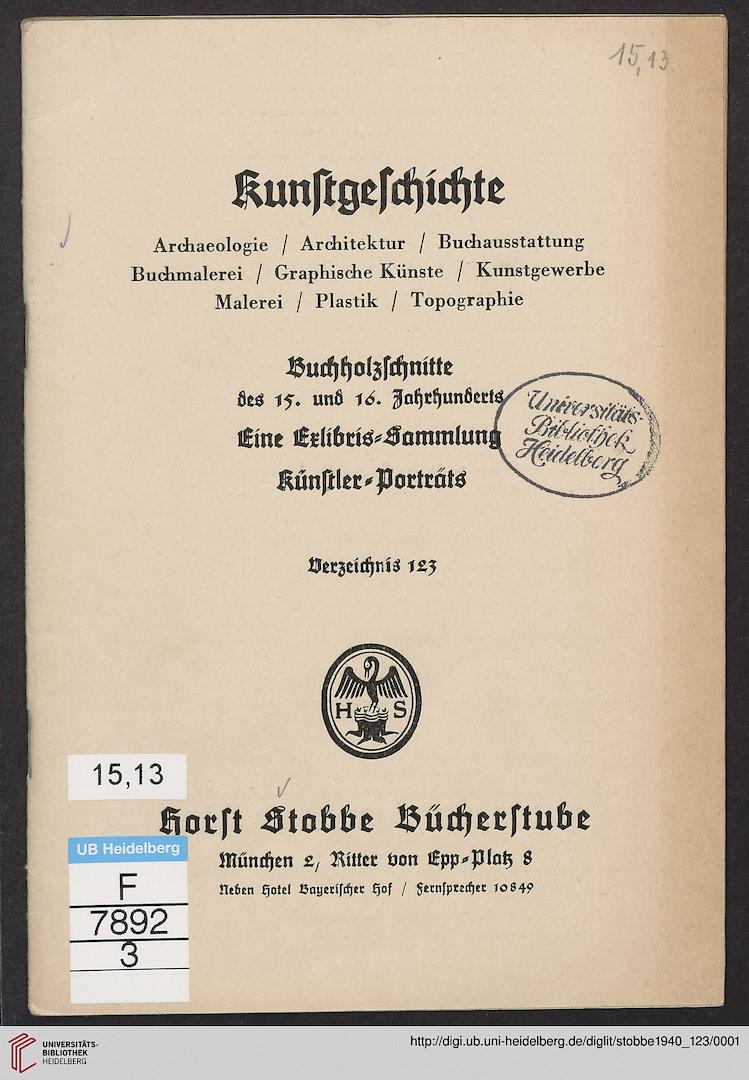 15,13
Kunstgeschichte
Archaeologie / Architektur / Buchausstattung
Buchmalerei / Graphische Künste / Kunstgewerbe
Malerei / Plastik / Topographie
Buchholzschnitte
des 15. und 16. Jahrhunderts
Eine Exlibris-Sammlung
Künstler-Porträts
Universitäts-
Bibliothek
Heidelberg
Verzeichnis 123
H S
15,13
Horst Stobbe Bücherstube
München 2, Ritter von Epp-Platz 8
Neben Hotel Bayerischer Hof / Fernsprecher 10849
UB Heidelberg
F
7892
3
UNIVERSITÄTS-
BIBLIOTHEK
HEIDELBERG
http://digi.ub.uni-heidelberg.de/diglit/stobbe1940_123/0001